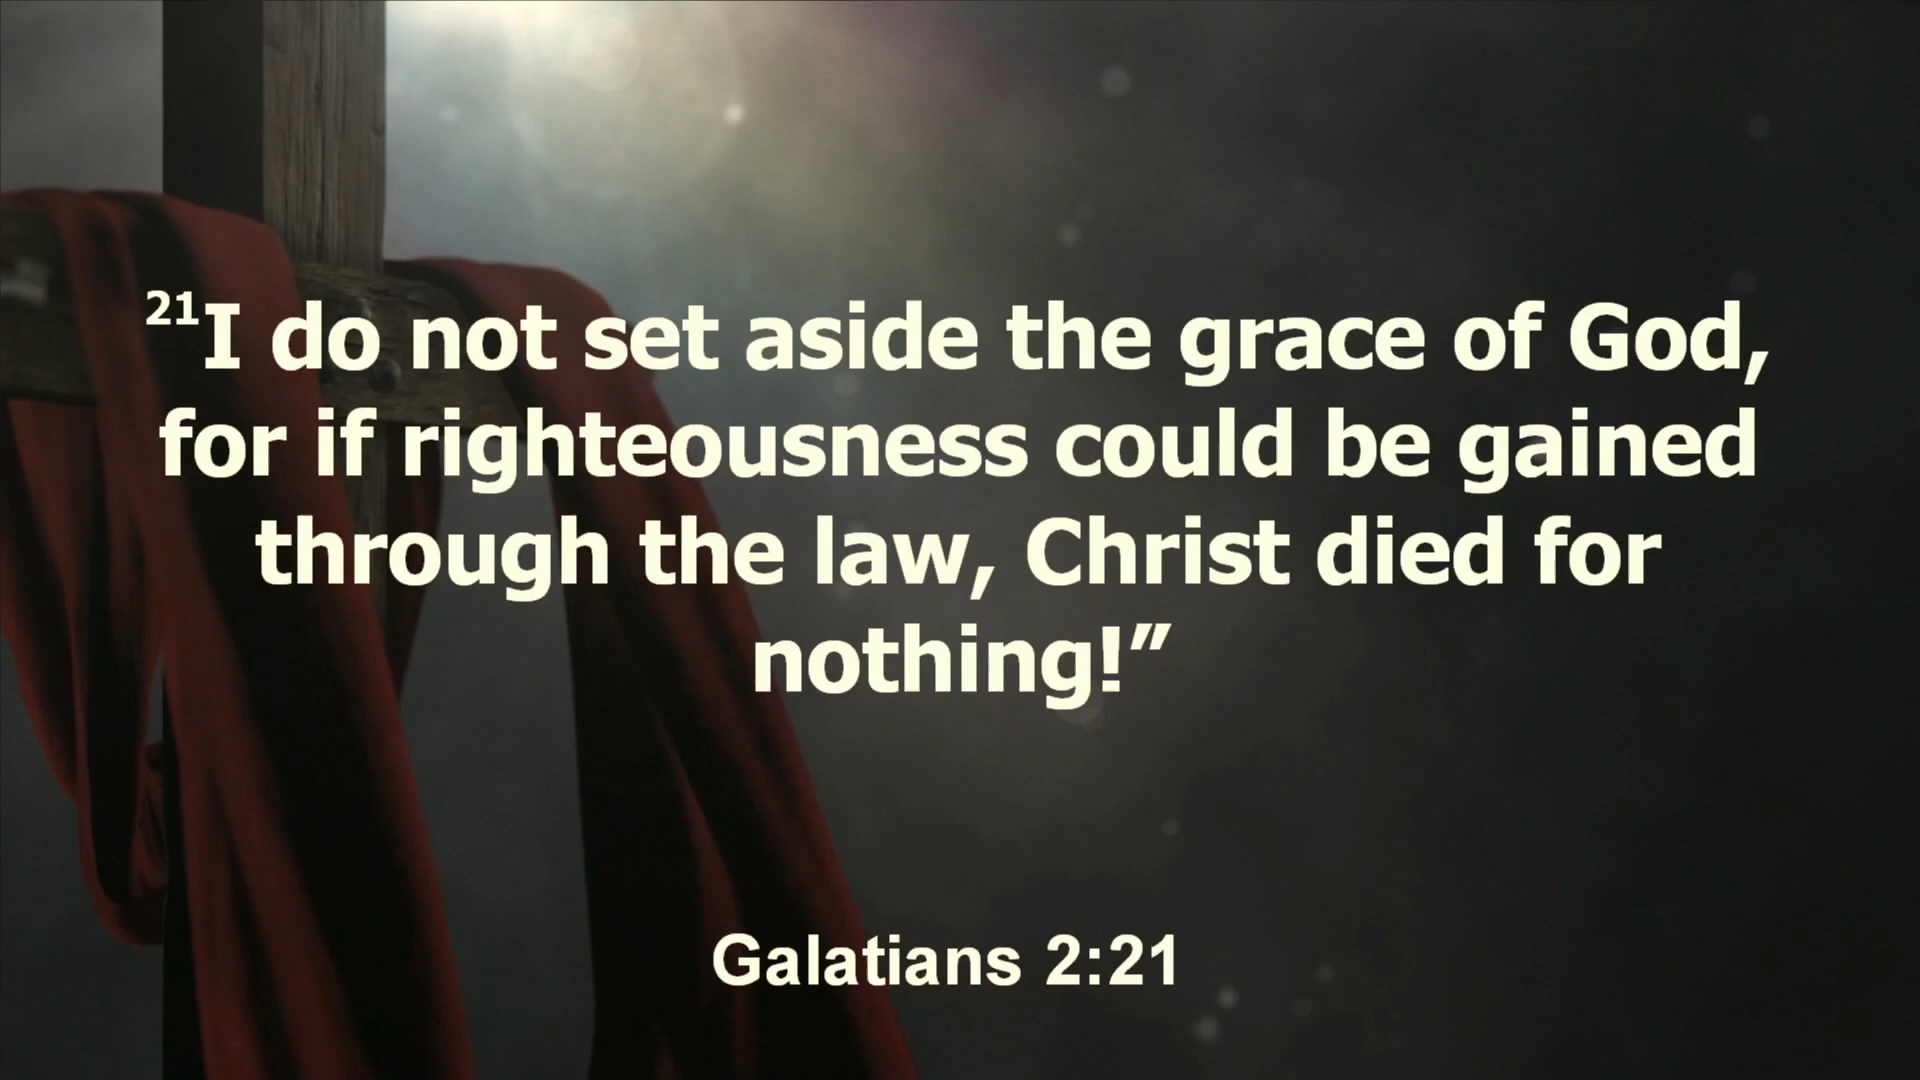 21I do not set aside the grace of God,
for if righteousness could be gained
through the law, Christ died for
nothing!”
Galatians 2:21